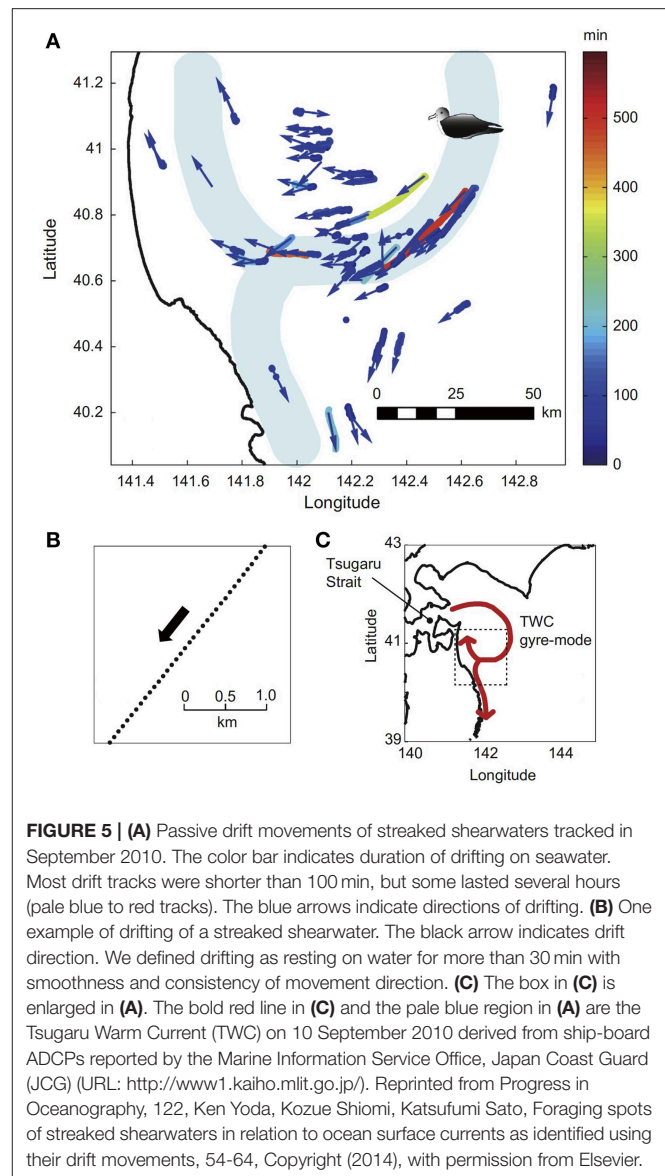 A
min
41.2
41
40.8
40.6
40.4
40.2
Latitude
500
400
300
200
100
0
0 25 50
km
141.4 141.6 141.8 142 142.2 142.4 142.6 142.8
Longitude
B
0 0.5 1.0
km
C
43
41
39
Latitude
Tsugaru
Strait
TWC
gyre-mode
140 142 144
Longitude
FIGURE 5 | (A) Passive drift movements of streaked shearwaters tracked in
September 2010. The color bar indicates duration of drifting on seawater.
Most drift tracks were shorter than 100 min, but some lasted several hours
(pale blue to red tracks). The blue arrows indicate directions of drifting. (B) One
example of drifting of a streaked shearwater. The black arrow indicates drift
direction. We defined drifting as resting on water for more than 30 min with
smoothness and consistency of movement direction. (C) The box in (C) is
enlarged in (A). The bold red line in (C) and the pale blue region in (A) are the
Tsugaru Warm Current (TWC) on 10 September 2010 derived from ship-board
ADCPs reported by the Marine Information Service Office, Japan Coast Guard
(JCG) (URL: http://www1.kaiho.mlit.go.jp/). Reprinted from Progress in
Oceanography, 122, Ken Yoda, Kozue Shiomi, Katsufumi Sato, Foraging spots
of streaked shearwaters in relation to ocean surface currents as identified using
their drift movements, 54-64, Copyright (2014), with permission from Elsevier.